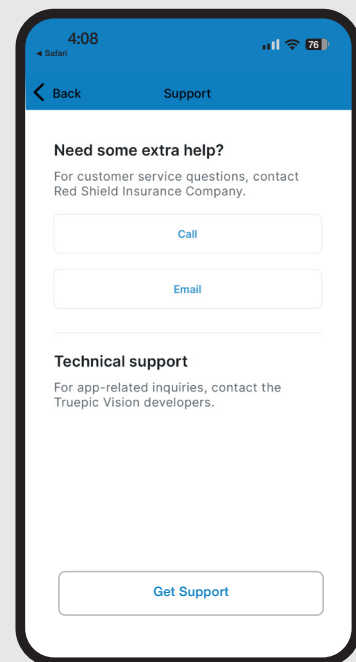 4:08
◄ Safari
76
Back
Support
Need some extra help?
For customer service questions, contact
Red Shield Insurance Company.
Call
Email
Technical support
For app-related inquiries, contact the
Truepic Vision developers.
Get Support